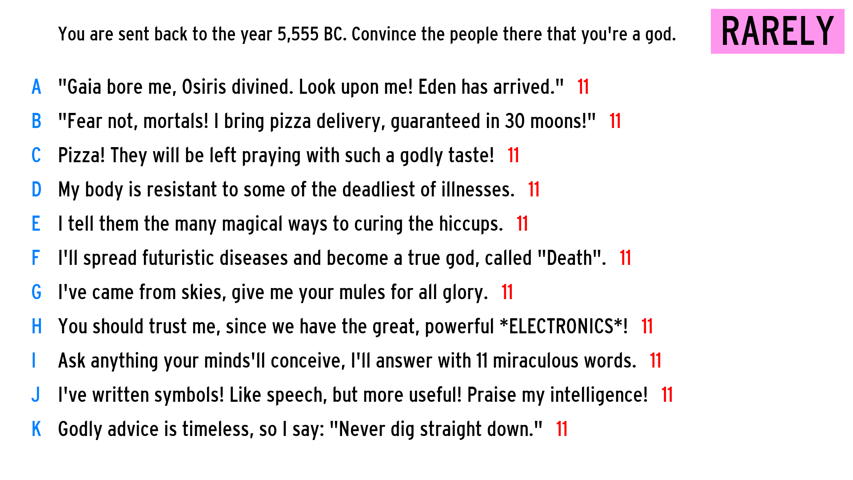 You are sent back to the year 5,555 BC. Convince the people there that you're a god.
RARELY
A "Gaia bore me, Osiris divined. Look upon me! Eden has arrived." 11
B "Fear not, mortals! I bring pizza delivery, guaranteed in 30 moons!" 11
C Pizza! They will be left praying with such a godly taste! 11
D My body is resistant to some of the deadliest of illnesses. 11
E I tell them the many magical ways to curing the hiccups. 11
F I'll spread futuristic diseases and become a true god, called "Death". 11
G I've came from skies, give me your mules for all glory. 11
H You should trust me, since we have the great, powerful *ELECTRONICS*! 11
I Ask anything your minds'll conceive, I'll answer with 11 miraculous words. 11
J I've written symbols! Like speech, but more useful! Praise my intelligence! 11
K Godly advice is timeless, so I say: "Never dig straight down." 11